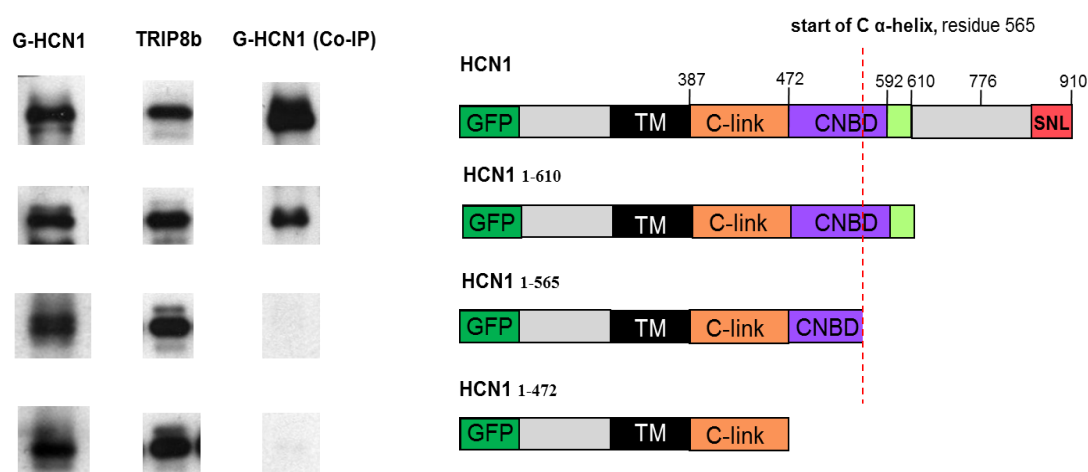 start of C α-helix, residue 565
G-HCN1 TRIP8b G-HCN1 (Co-IP)
HCN1
387 472 592 610 776 910
GFP TM C-link CNBD SNL
HCN1 1-610
GFP TM C-link CNBD
HCN1 1-565
GFP TM C-link CNBD
HCN1 1-472
GFP TM C-link